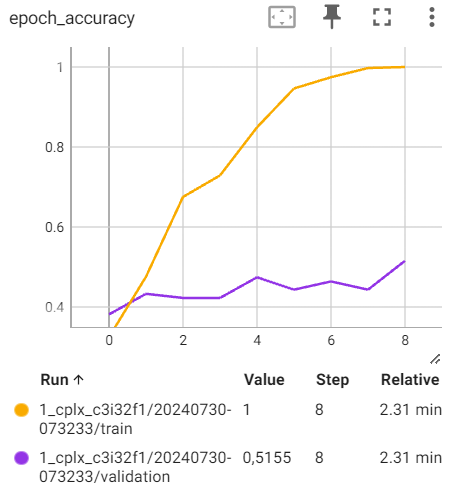 epoch_accuracy
1
0.8
0.6
0.4
0 2 4 6 8
Run ↑ Value Step Relative
1_cplx_c3i32f1/20240730- 1 8 2.31 min
073233/train
1_cplx_c3i32f1/20240730- 0,5155 8 2.31 min
073233/validation